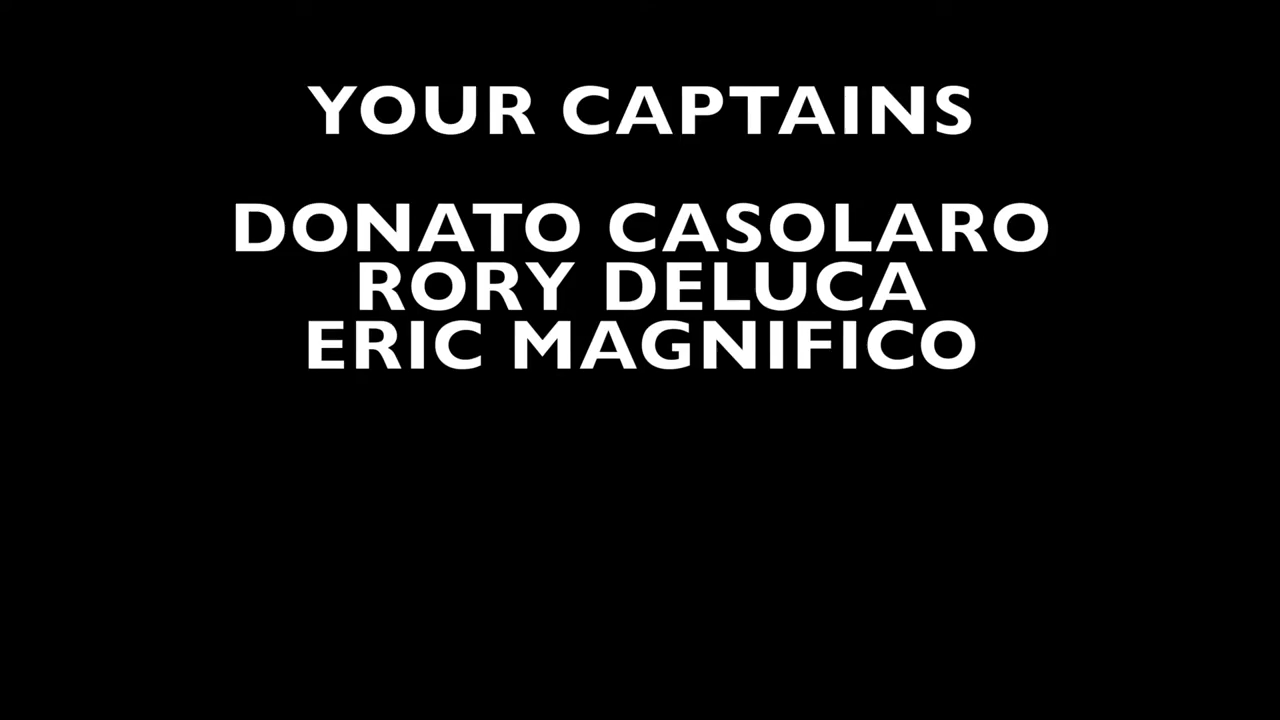 YOUR CAPTAINS
DONATO CASOLARO
RORY DELUCA
ERIC MAGNIFICO